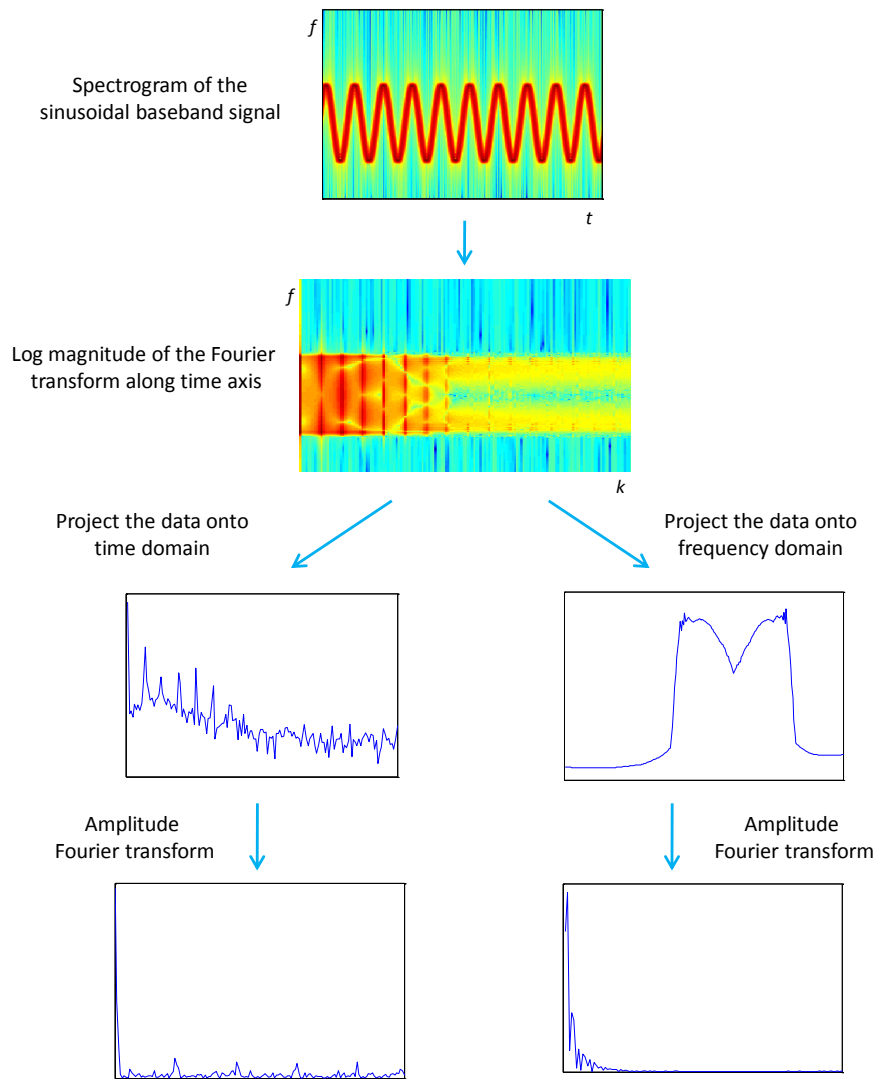 f
Spectrogram of the
sinusoidal baseband signal
t
f
Log magnitude of the Fourier
transform along time axis
k
Project the data onto
time domain
Project the data onto
frequency domain
Amplitude
Fourier transform
Amplitude
Fourier transform